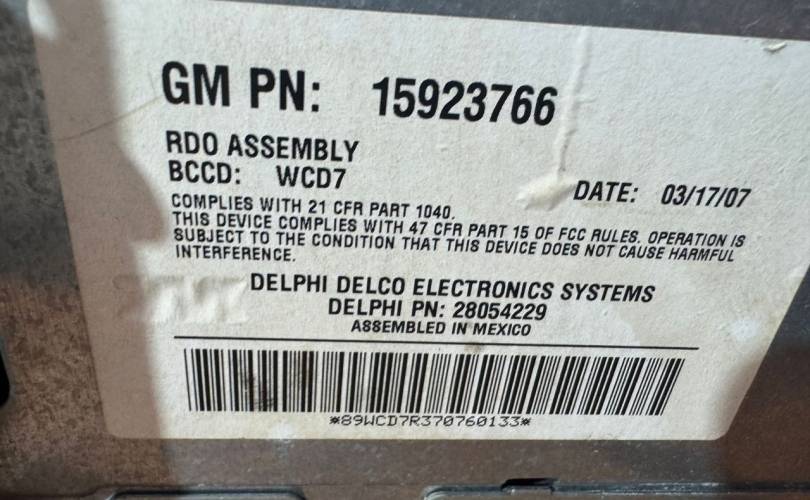 GM PN: 15923766
RDO ASSEMBLY
BCCD: WCD7
DATE: 03/17/07
COMPLIES WITH 21 CFR PART 1040.
THIS DEVICE COMPLIES WITH 47 CFR PART 15 OF FCC RULES. OPERATION IS
SUBJECT TO THE CONDITION THAT THIS DEVICE DOES NOT CAUSE HARMFUL
INTERFERENCE.
DELPHI DELCO ELECTRONICS SYSTEMS
DELPHI PN: 28054229
ASSEMBLED IN MEXICO
*89WCD7R370760133*